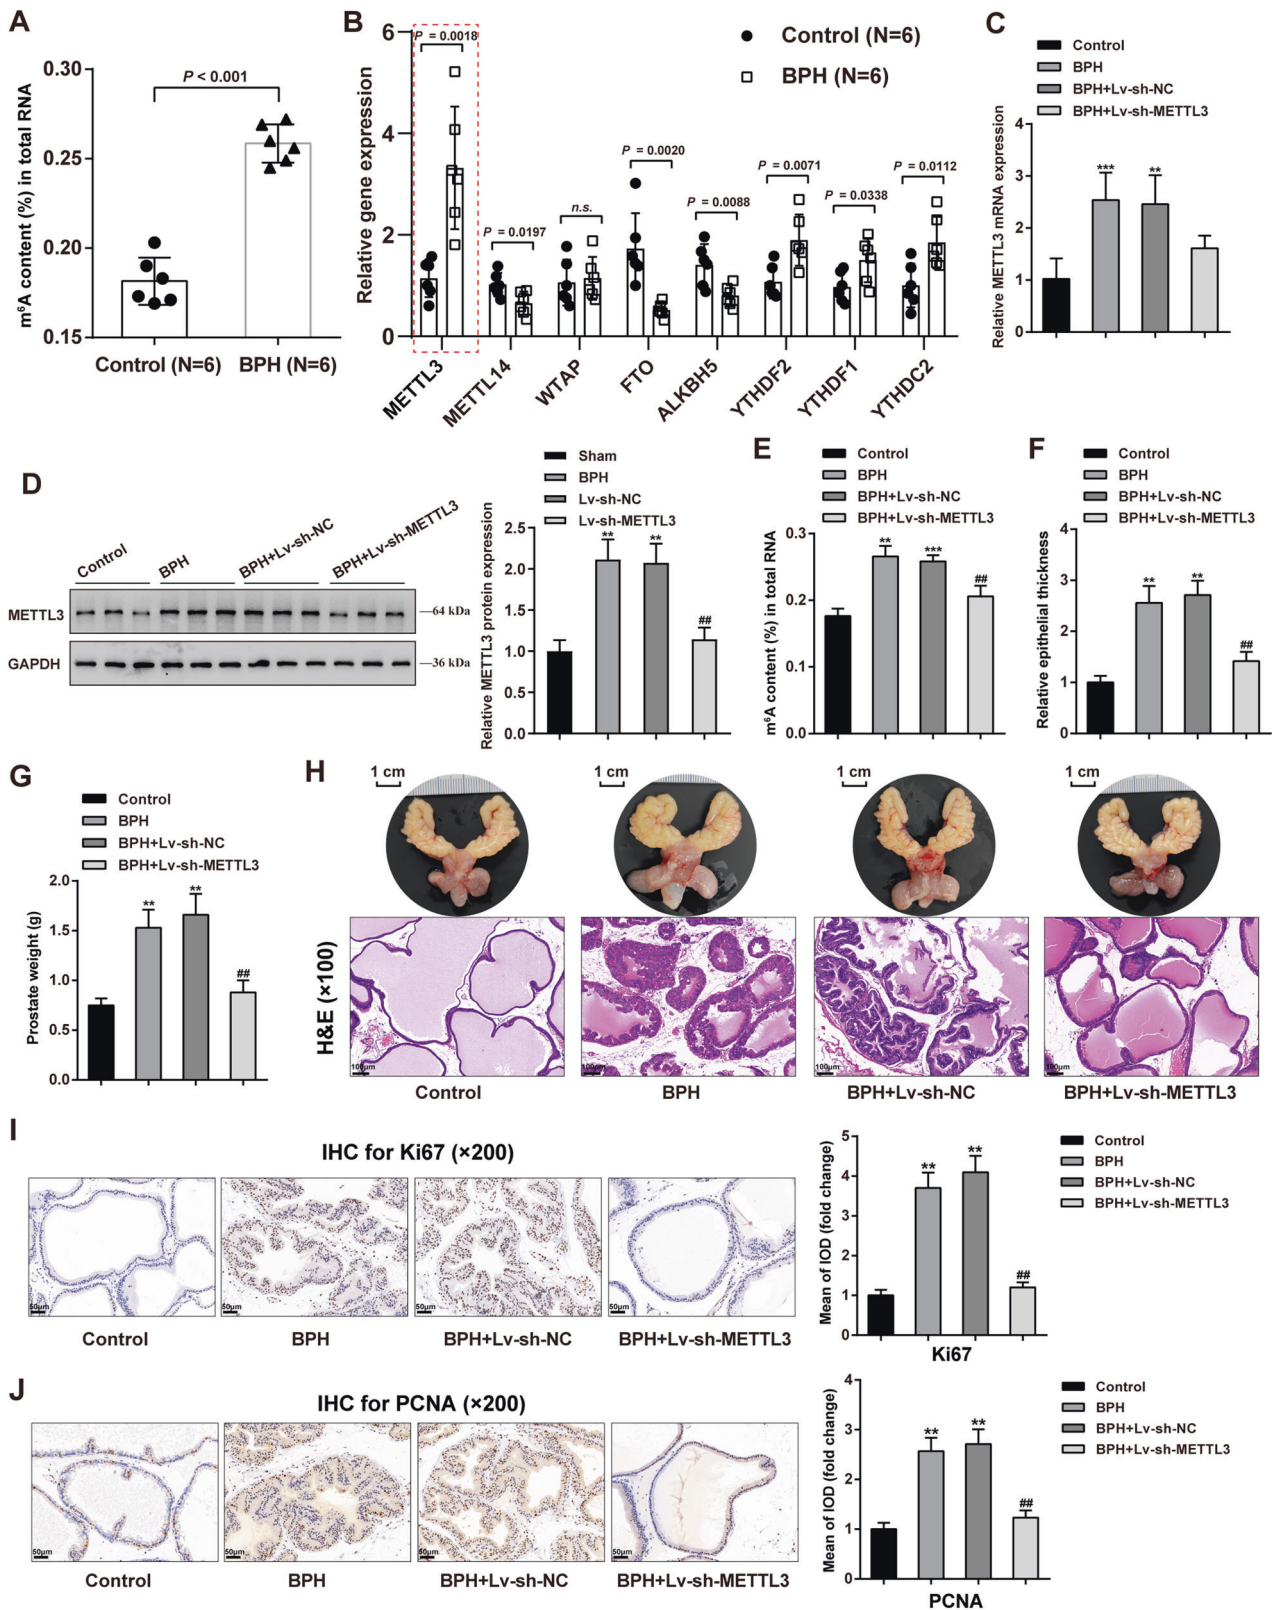 A
m⁶A content (%) in total RNA
0.30
0.25
0.20
0.15
P < 0.001
Control (N=6)
BPH (N=6)
B
Relative gene expression
6
4
2
0
Control (N=6)
BPH (N=6)
P = 0.0018
P = 0.0197
n.s.
P = 0.0020
P = 0.0088
P = 0.0071
P = 0.0338
P = 0.0112
METTL3
METTL14
WTAP
FTO
ALKBH5
YTHDF2
YTHDF1
YTHDC2
C
Control
BPH
BPH+Lv-sh-NC
BPH+Lv-sh-METTL3
Relative METTL3 mRNA expression
4
3
2
1
0
***
**
D
Control
BPH
BPH+Lv-sh-NC
BPH+Lv-sh-METTL3
METTL3
64 kDa
GAPDH
36 kDa
Sham
BPH
Lv-sh-NC
Lv-sh-METTL3
Relative METTL3 protein expression
2.5
2.0
1.5
1.0
0.5
0.0
**
**
##
E
Control
BPH
BPH+Lv-sh-NC
BPH+Lv-sh-METTL3
m⁶A content (%) in total RNA
0.3
0.2
0.1
0.0
**
***
##
F
Control
BPH
BPH+Lv-sh-NC
BPH+Lv-sh-METTL3
Relative epithelial thickness
4
3
2
1
0
**
**
##
G
Control
BPH
BPH+Lv-sh-NC
BPH+Lv-sh-METTL3
Prostate weight (g)
2.0
1.5
1.0
0.5
0.0
**
**
##
H
1 cm
1 cm
1 cm
1 cm
H&E (×100)
100μm
100μm
100μm
100μm
Control
BPH
BPH+Lv-sh-NC
BPH+Lv-sh-METTL3
I
IHC for Ki67 (×200)
50μm
50μm
50μm
50μm
Control
BPH
BPH+Lv-sh-NC
BPH+Lv-sh-METTL3
Mean of IOD (fold change)
5
4
3
2
1
0
**
**
##
Ki67
Control
BPH
BPH+Lv-sh-NC
BPH+Lv-sh-METTL3
J
IHC for PCNA (×200)
50μm
50μm
50μm
50μm
Control
BPH
BPH+Lv-sh-NC
BPH+Lv-sh-METTL3
Mean of IOD (fold change)
4
3
2
1
0
**
**
##
PCNA
Control
BPH
BPH+Lv-sh-NC
BPH+Lv-sh-METTL3